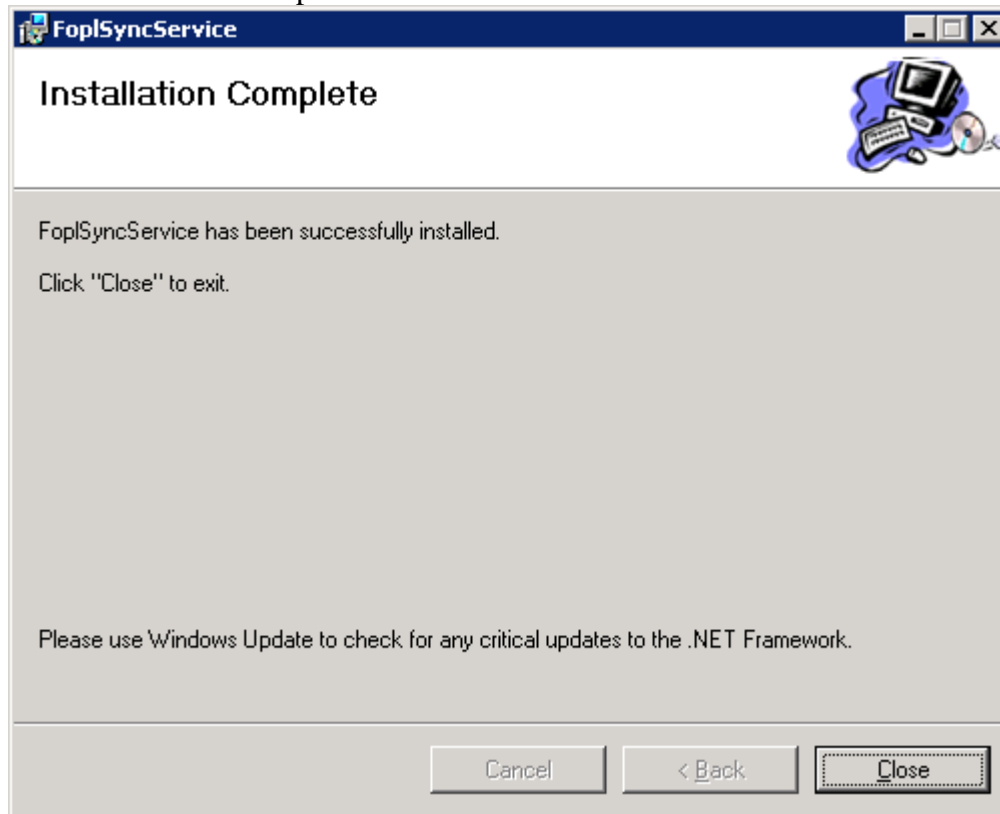 FoplSyncService
Installation Complete
FoplSyncService has been successfully installed.
Click "Close" to exit.
Please use Windows Update to check for any critical updates to the .NET Framework.
Cancel
< Back
Close